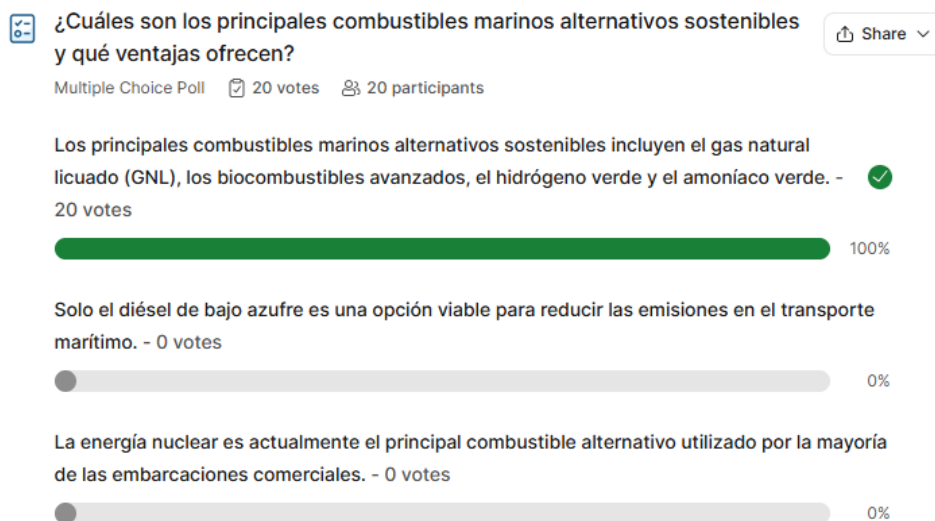 ¿Cuáles son los principales combustibles marinos alternativos sostenibles
y qué ventajas ofrecen?
Share
Multiple Choice Poll 20 votes 20 participants
Los principales combustibles marinos alternativos sostenibles incluyen el gas natural
licuado (GNL), los biocombustibles avanzados, el hidrógeno verde y el amoníaco verde. -
20 votes
100%
Solo el diésel de bajo azufre es una opción viable para reducir las emisiones en el transporte
marítimo. - 0 votes
0%
La energía nuclear es actualmente el principal combustible alternativo utilizado por la mayoría
de las embarcaciones comerciales. - 0 votes
0%